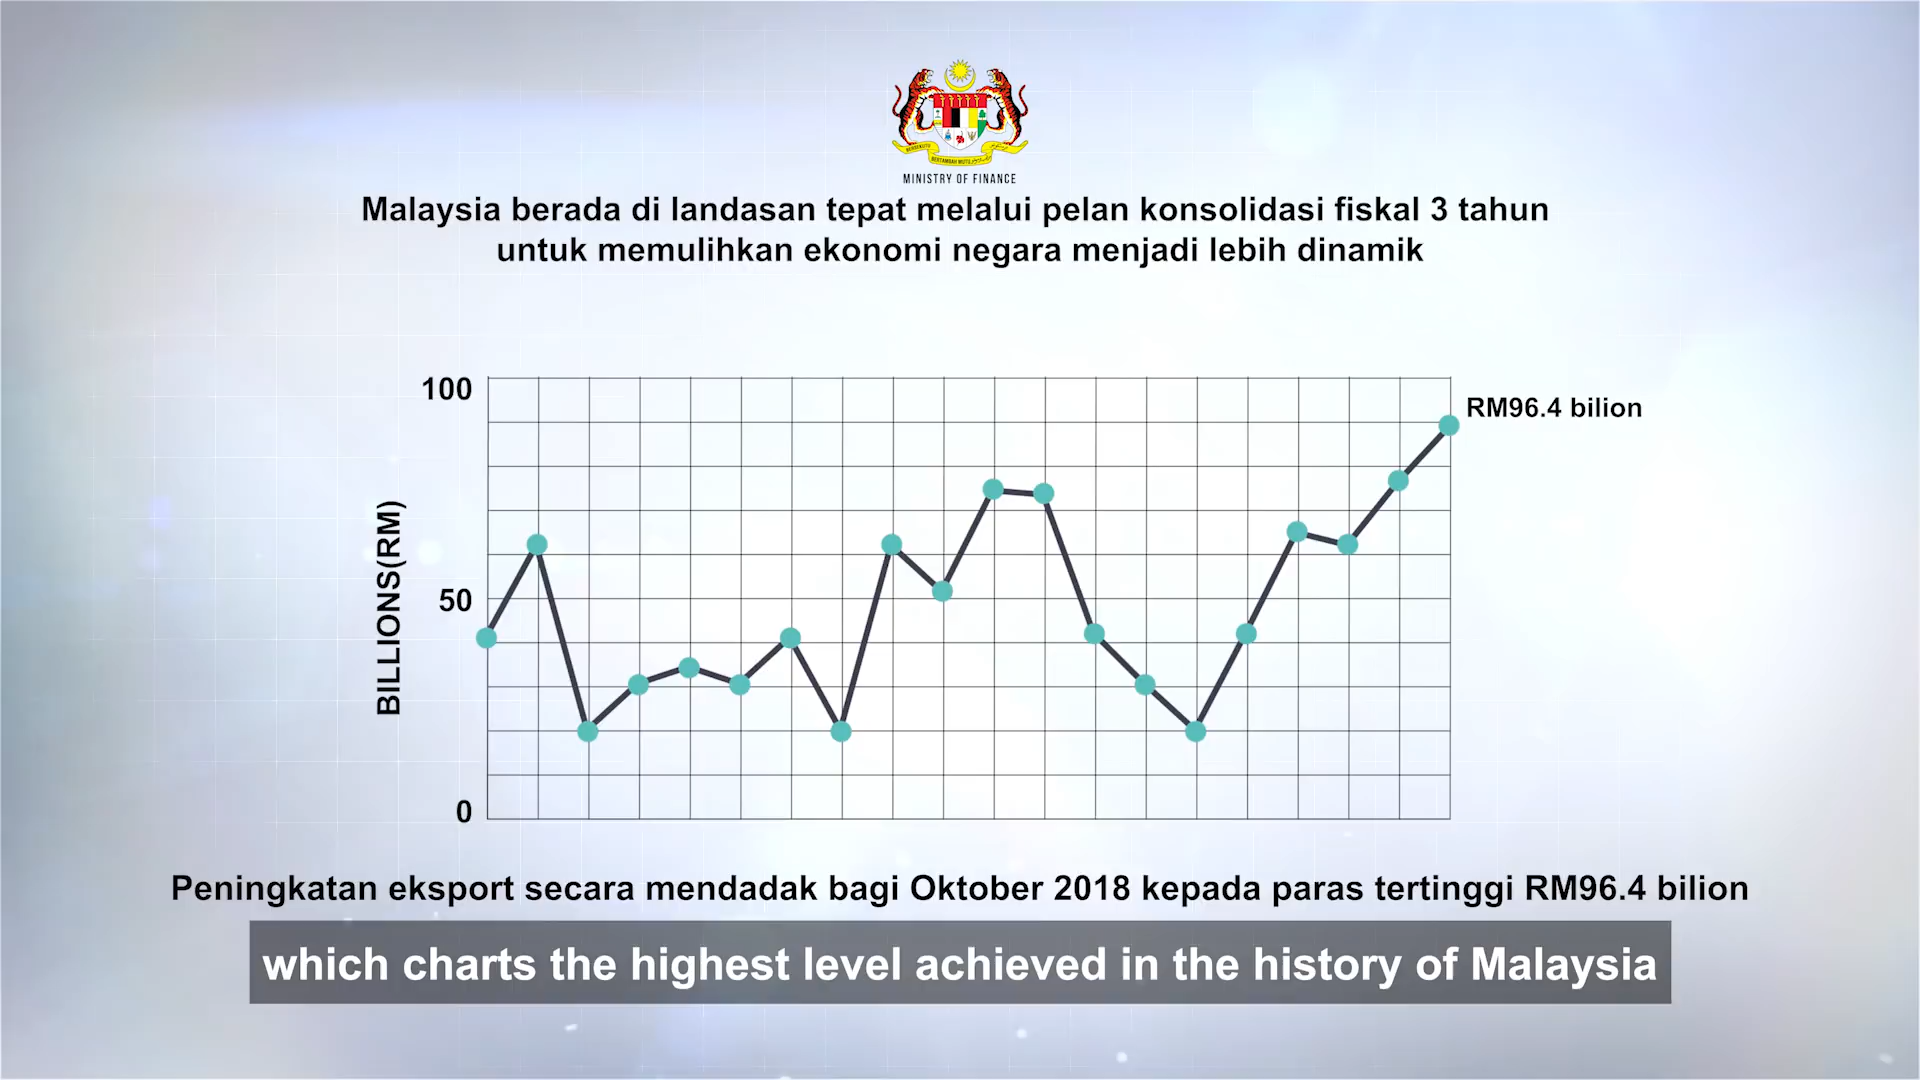 MINISTRY OF FINANCE
Malaysia berada di landasan tepat melalui pelan konsolidasi fiskal 3 tahun
untuk memulihkan ekonomi negara menjadi lebih dinamik
100
RM96.4 bilion
BILLIONS(RM)
50
0
Peningkatan eksport secara mendadak bagi Oktober 2018 kepada paras tertinggi RM96.4 bilion
which charts the highest level achieved in the history of Malaysia